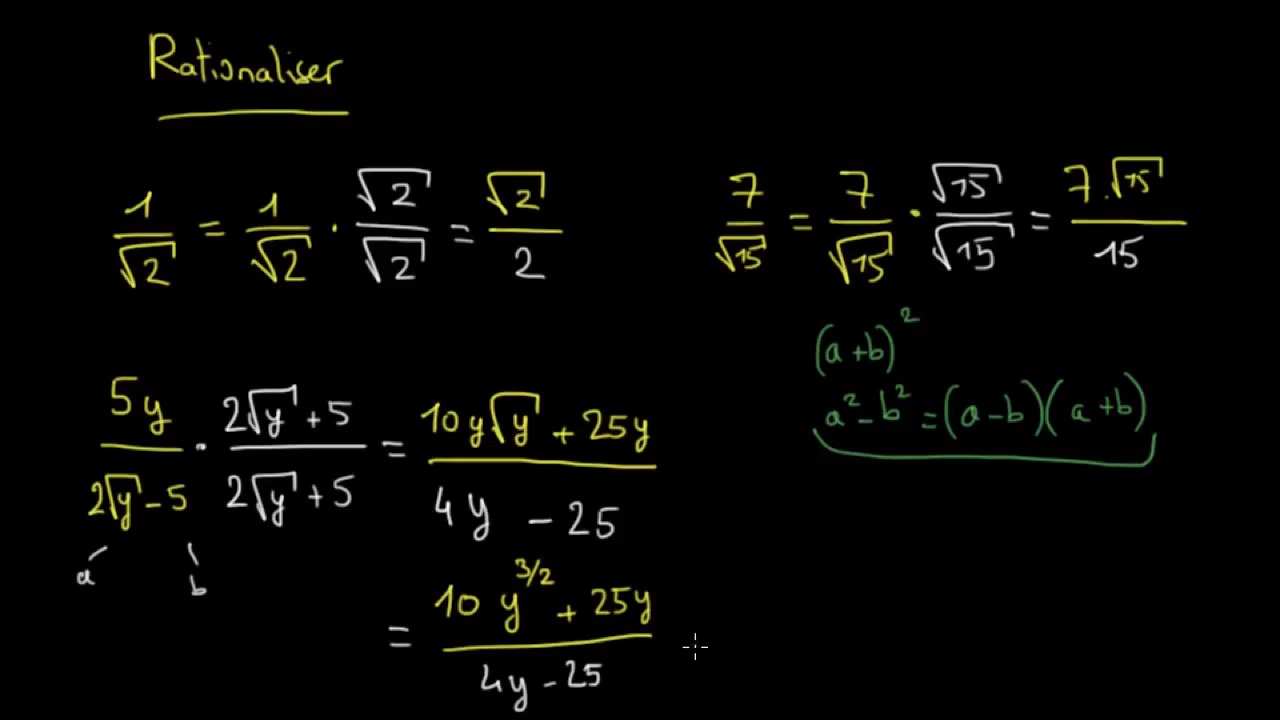 Rationaliser
1/√2 = 1/√2 · √2/√2 = √2/2
7/√15 = 7/√15 · √15/√15 = 7.√15/15
(a+b)²
a² - b² = (a-b)(a+b)
5y/(2√y - 5) · (2√y + 5)/(2√y + 5) = (10y√y + 25y)/(4y - 25)
a b
= (10 y^(3/2) + 25y)/(4y - 25)